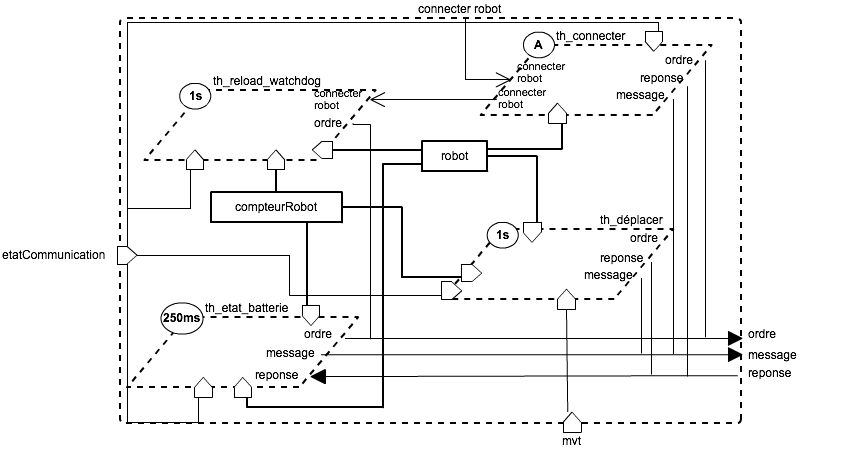 connecter robot
A
th_connecter
ordre
reponse
message
connecter
robot
connecter
robot
th_reload_watchdog
1s
connecter
robot
ordre
robot
compteurRobot
th_déplacer
1s
ordre
reponse
message
etatCommunication
th_etat_batterie
250ms
ordre
message
reponse
ordre
message
reponse
mvt